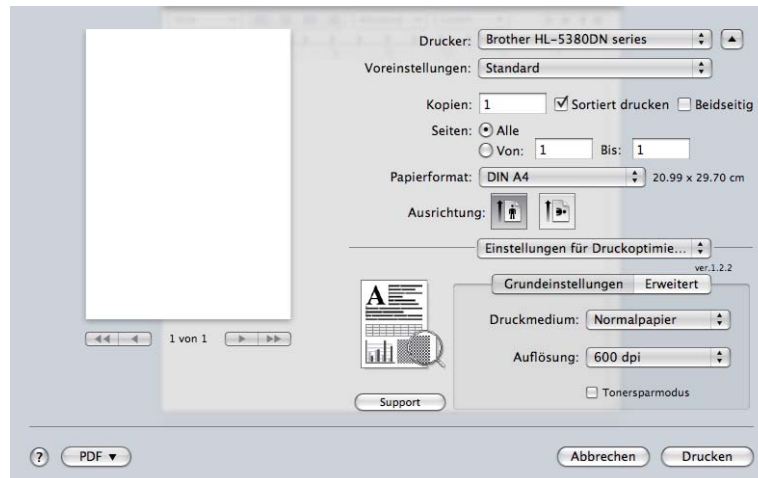 Drucker: Brother HL-5380DN series
Voreinstellungen: Standard
Kopien: 1 Sortiert drucken Beidseitig
Seiten: Alle
Von: 1 Bis: 1
Papierformat: DIN A4 20.99 x 29.70 cm
Ausrichtung:
Einstellungen für Druckoptimie...
ver.1.2.2
Grundeinstellungen Erweitert
A
Druckmedium: Normalpapier
1 von 1
Auflösung: 600 dpi
Tonersparmodus
Support
? PDF Abbrechen Drucken